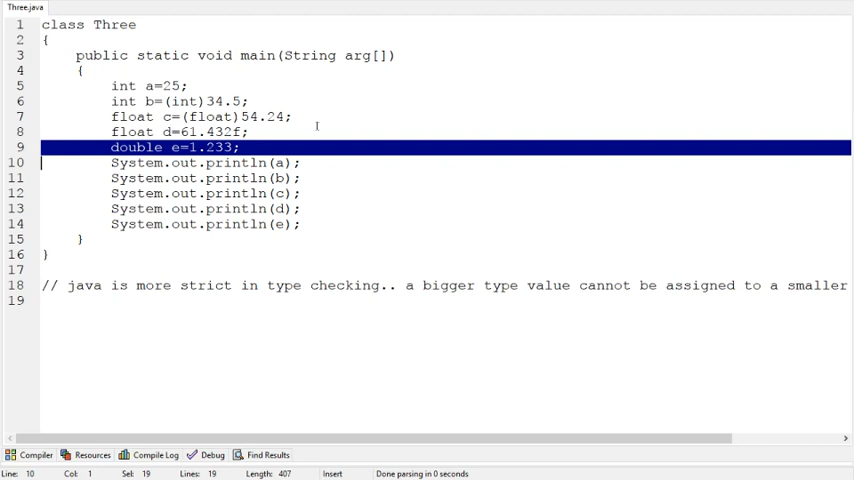 Three.java
1 class Three
2 {
3 public static void main(String arg[])
4 {
5 int a=25;
6 int b=(int)34.5;
7 float c=(float)54.24;
8 float d=61.432f;
9 double e=1.233;
10 System.out.println(a);
11 System.out.println(b);
12 System.out.println(c);
13 System.out.println(d);
14 System.out.println(e);
15 }
16 }
17
18 // java is more strict in type checking.. a bigger type value cannot be assigned to a smaller
19
Compiler Resources Compile Log Debug Find Results
Line: 10 Col: 1 Sel: 19 Lines: 19 Length: 407 Insert Done parsing in 0 seconds